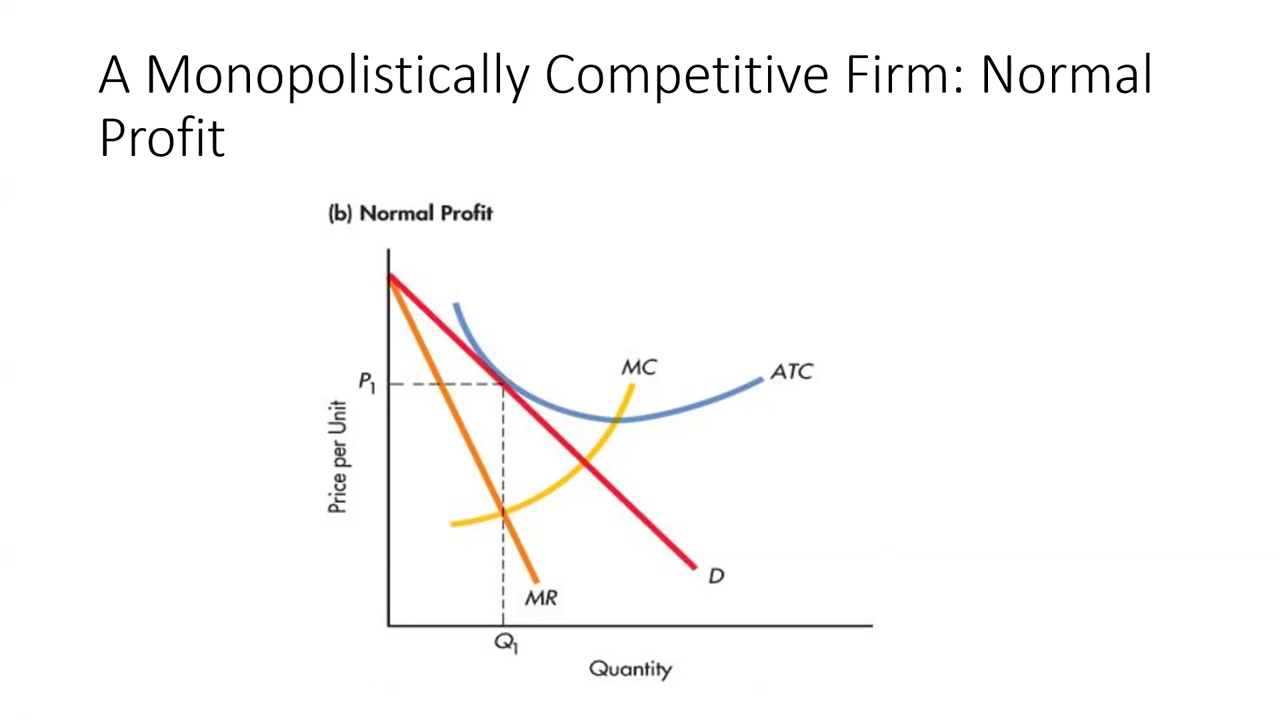 A Monopolistically Competitive Firm: Normal
Profit
(b) Normal Profit
MC
ATC
P1
Price per Unit
D
MR
Q1
Quantity